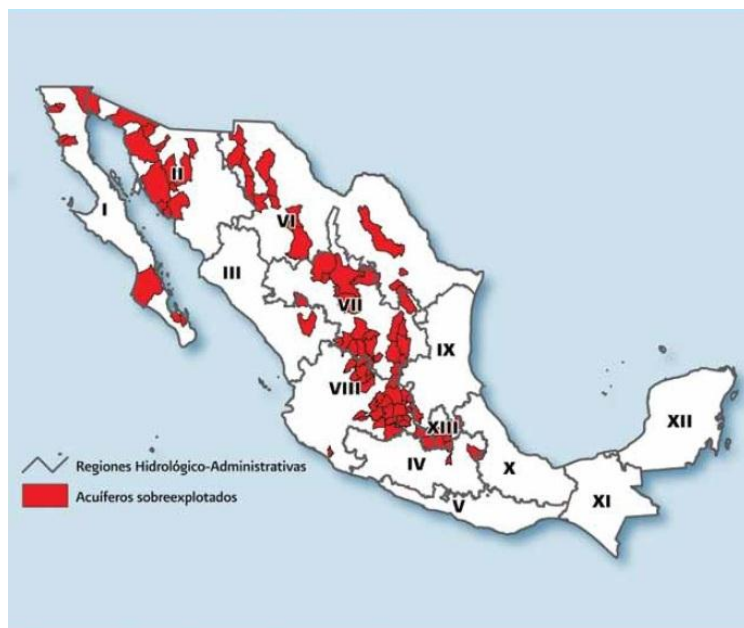 I
II
III
VI
VII
VIII
IX
XIII
IV
V
X
XI
XII
Regiones Hidrológico-Administrativas
Acuíferos sobreexplotados